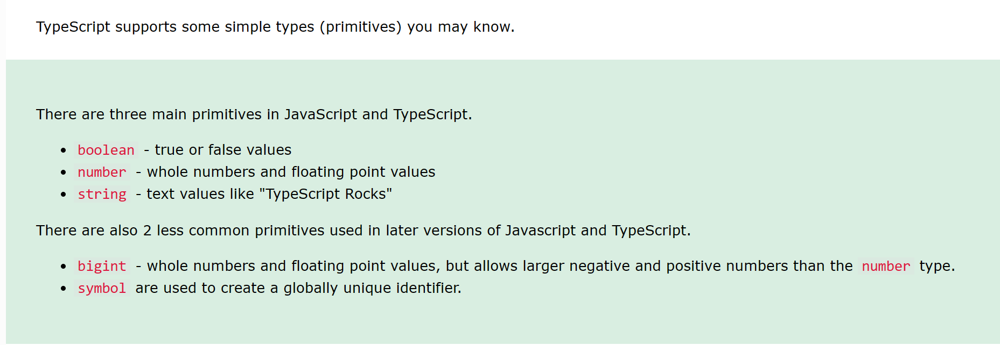 TypeScript supports some simple types (primitives) you may know.
There are three main primitives in JavaScript and TypeScript.
• boolean - true or false values
• number - whole numbers and floating point values
• string - text values like "TypeScript Rocks"
There are also 2 less common primitives used in later versions of Javascript and TypeScript.
• bigint - whole numbers and floating point values, but allows larger negative and positive numbers than the number type.
• symbol are used to create a globally unique identifier.